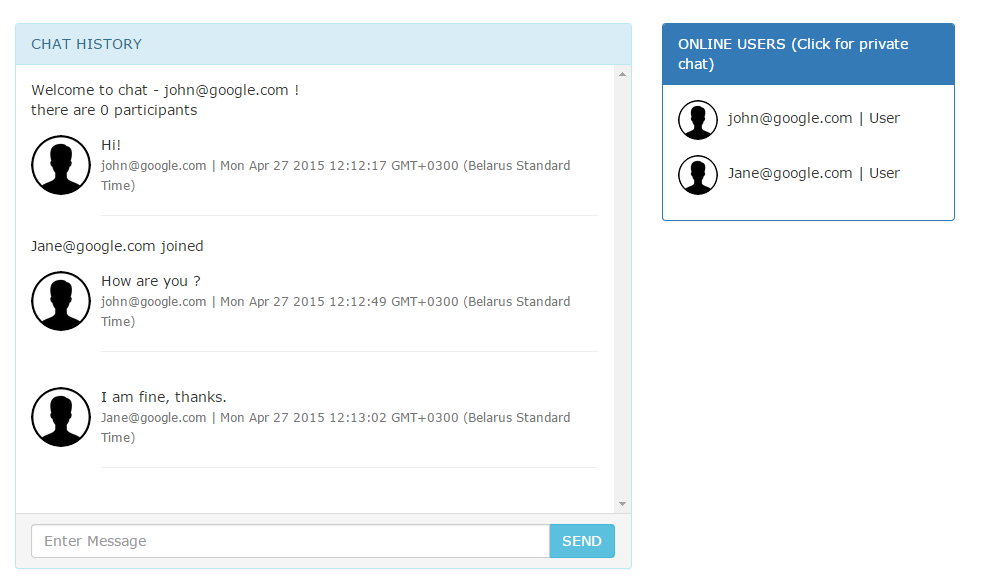 CHAT HISTORY
Welcome to chat - john@google.com !
there are 0 participants
Hi!
john@google.com | Mon Apr 27 2015 12:12:17 GMT+0300 (Belarus Standard
Time)
Jane@google.com joined
How are you ?
john@google.com | Mon Apr 27 2015 12:12:49 GMT+0300 (Belarus Standard
Time)
I am fine, thanks.
Jane@google.com | Mon Apr 27 2015 12:13:02 GMT+0300 (Belarus Standard
Time)
Enter Message
SEND
ONLINE USERS (Click for private
chat)
john@google.com | User
Jane@google.com | User